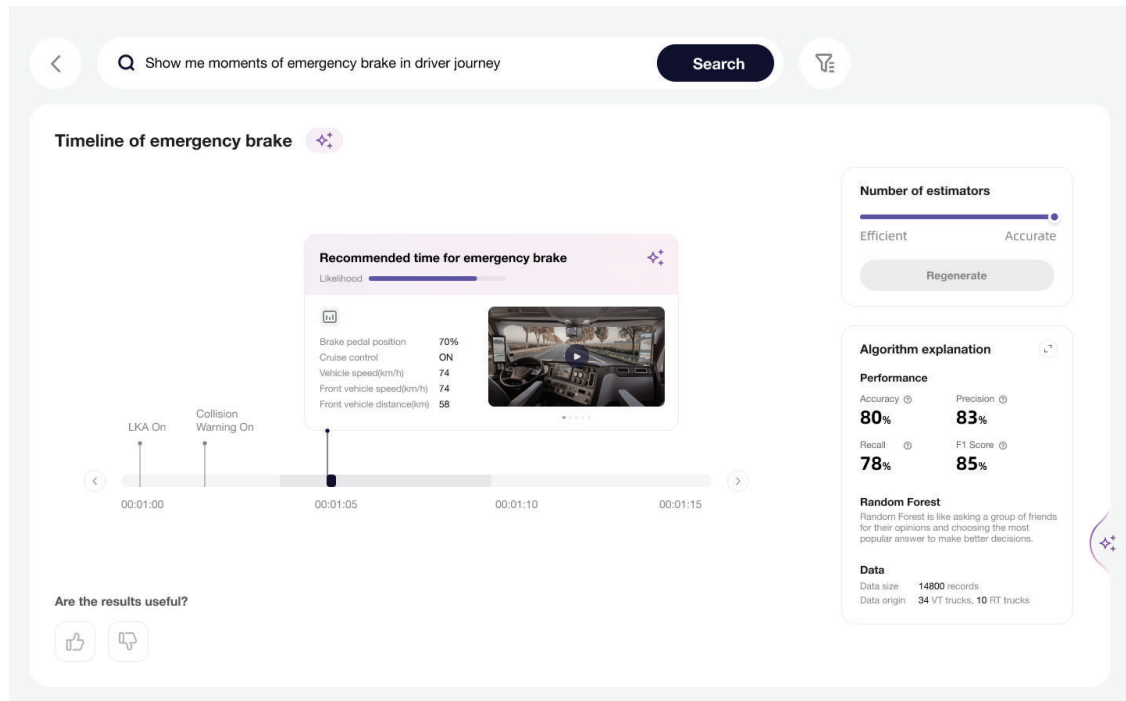 Show me moments of emergency brake in driver journey
Search
Timeline of emergency brake
Recommended time for emergency brake
Likelihood
Brake pedal position 70%
Cruise control ON
Vehicle speed(km/h) 74
Front vehicle speed(km/h) 74
Front vehicle distance(km) 58
LKA On
Collision
Warning On
00:01:00
00:01:05
00:01:10
00:01:15
Are the results useful?
Number of estimators
Efficient Accurate
Regenerate
Algorithm explanation
Performance
Accuracy Precision
80% 83%
Recall F1 Score
78% 85%
Random Forest
Random Forest is like asking a group of friends
for their opinions and choosing the most
popular answer to make better decisions.
Data
Data size 14800 records
Data origin 34 VT trucks, 10 RT trucks